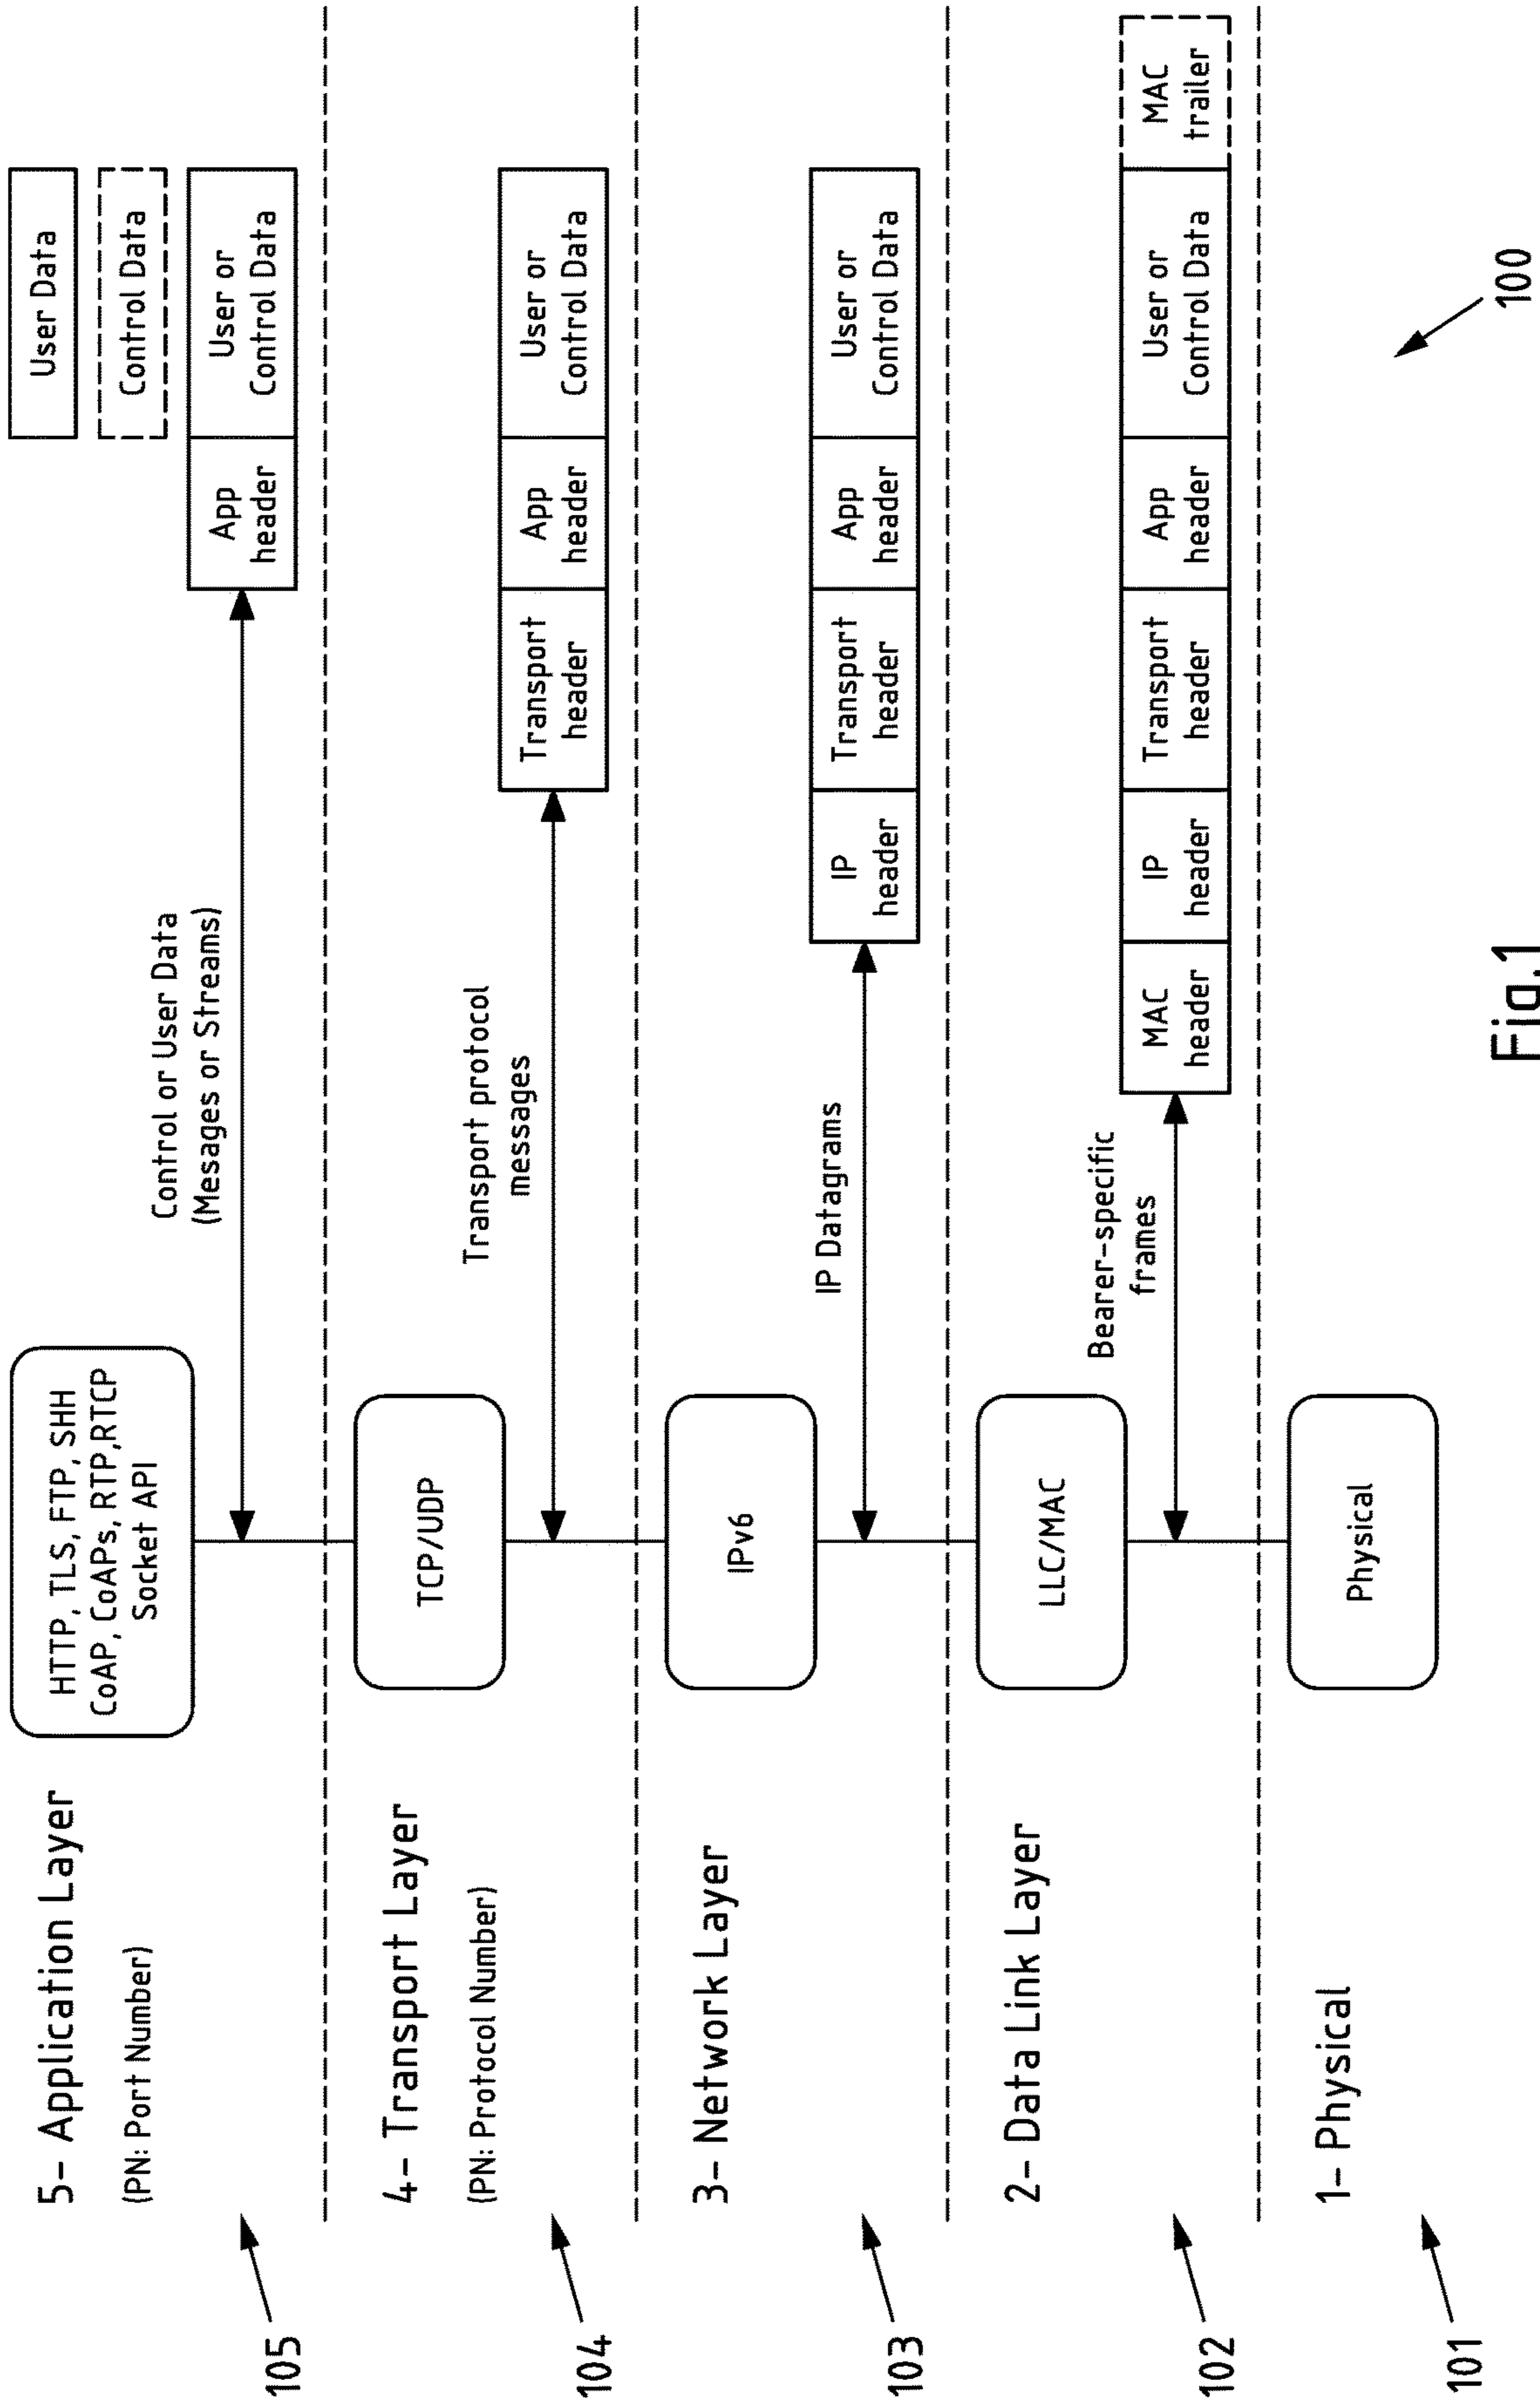 5- Application Layer
(PN: Port Number)
105
HTTP, TLS, FTP, SHH
CoAP, CoAPs, RTP,RTCP
Socket API
Control or User Data
(Mesages or Streams)
User Data
Control Data
App
header
User or
Control Data
4- Transport Layer
(PN: Protocol Number)
104
TCP/UDP
Transport protocol
messages
Transport
header
App
header
User or
Control Data
3- Network Layer
103
IPv6
IP Datagrams
IP
header
Transport
header
App
header
User or
Control Data
2- Data Link Layer
102
LLC/MAC
Bearer-specific
frames
MAC
header
IP
header
Transport
header
App
header
User or
Control Data
MAC
trailer
1- Physical
101
Physical
100
Fig.1